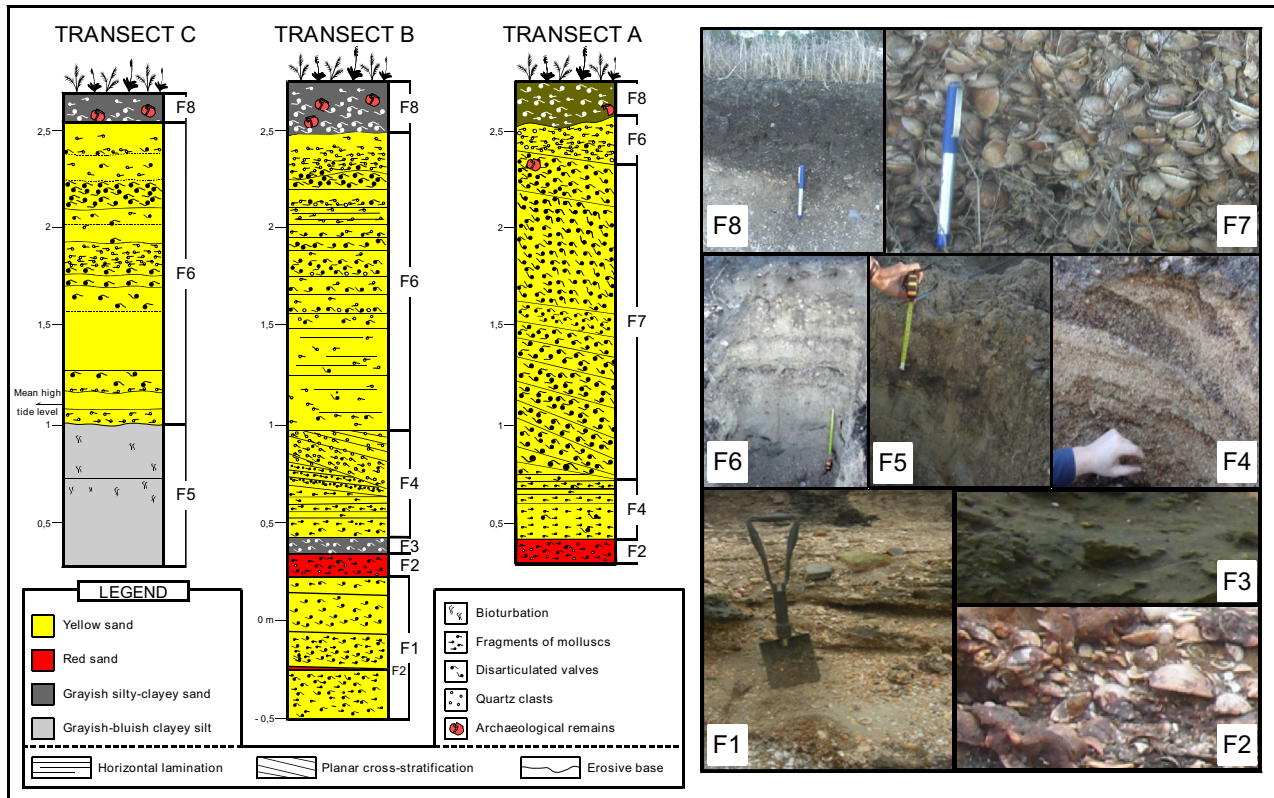 TRANSECT C
F8
2,5
2
F6
1,5
Mean high
tide level
1
F5
0,5
TRANSECT B
F8
2,5
2
F6
1,5
1
F4
0,5
F3
F2
0 m
F1
F2
- 0,5
TRANSECT A
F8
2,5
F6
2
F7
1,5
1
F4
0,5
F2
LEGEND
Yellow sand
Red sand
Grayish silty-clayey sand
Grayish-bluish clayey silt
Bioturbation
Fragments of molluscs
Disarticulated valves
Quartz clasts
Archaeological remains
Horizontal lamination
Planar cross-stratification
Erosive base
F8
F7
F6
F5
F4
F1
F3
F2